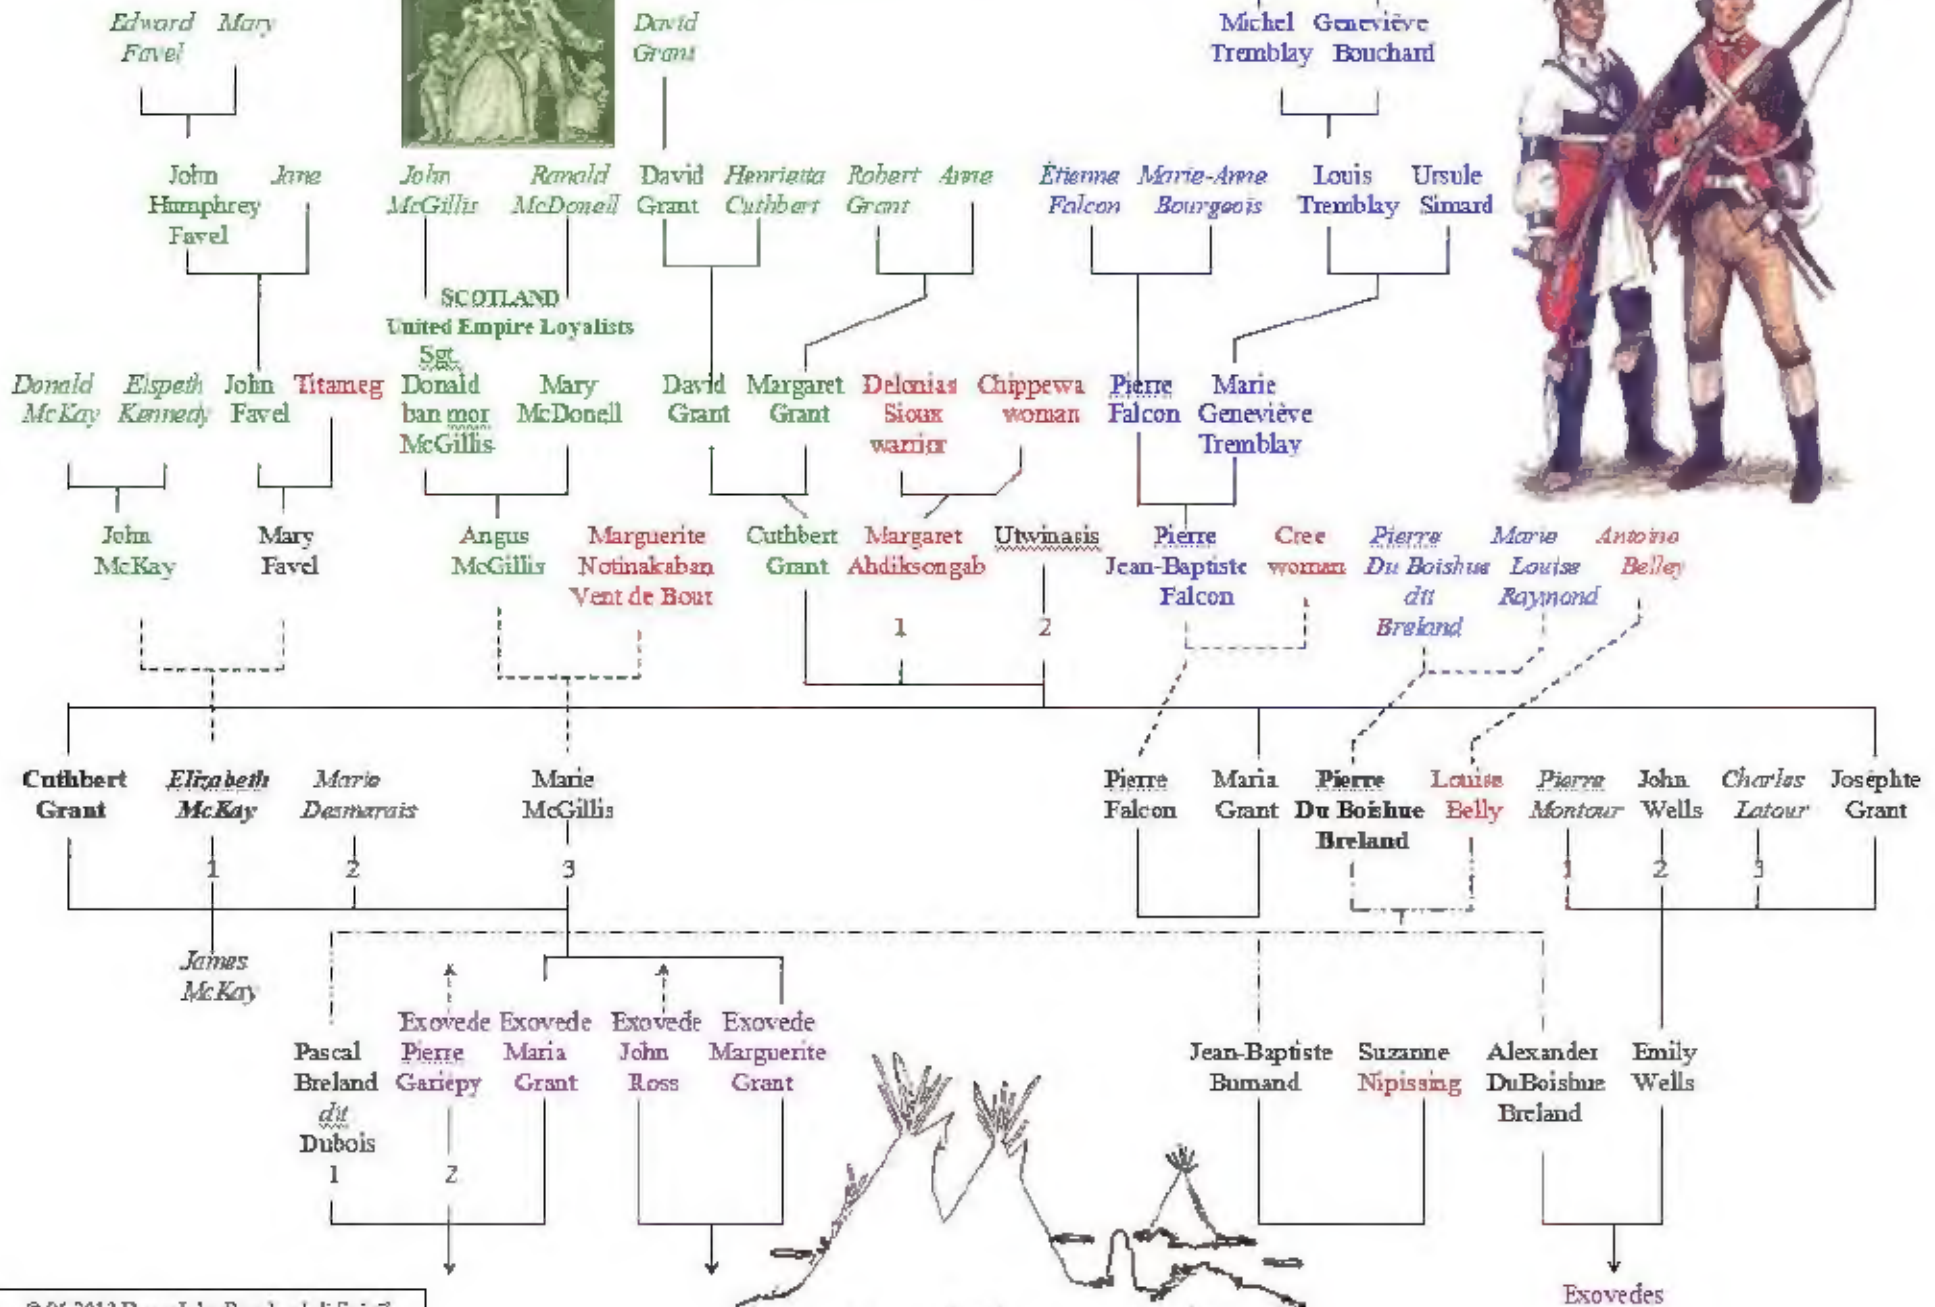 Edward Mary
Favel
David
Grant
Michel Geneviève
Tremblay Bouchard
John
Humphrey
Favel
Jane
John
McGillis
Ranald
McDonell
David
Grant
Henrietta
Cuthbert
Robert
Grant
Anne
Étienne
Falcon
Marie-Anne
Bourgeois
Louis
Tremblay
Ursule
Simard
SCOTLAND
United Empire Loyalists
Donald
McKay
Elspeth
Kennedy
John
Favel
Titameg
Sgt.
Donald
ban mor
McGillis
Mary
McDonell
David
Grant
Margaret
Grant
Delonias
Sioux
warrior
Chippewa
woman
Pierre
Falcon
Marie
Geneviève
Tremblay
John
McKay
Mary
Favel
Angus
McGillis
Marguerite
Notinakaban
Vent de Bout
Cuthbert
Grant
Margaret
Ahdiksongab
Utwinasis
Pierre
Jean-Baptiste
Falcon
Cree
woman
Pierre
Du Boishue
dit
Breland
Marie
Louise
Raymond
Antoine
Belley
1
2
Cuthbert
Grant
Elizabeth
McKay
Marie
Desmarais
Marie
McGillis
Pierre
Falcon
Maria
Grant
Pierre
Du Boishue
Breland
Louise
Belly
Pierre
Montour
John
Wells
Charles
Latour
Josephte
Grant
1
2
3
1
2
3
James
McKay
Pascal
Breland
dit
Dubois
1
Exovede
Pierre
Gariépy
2
Exovede
Maria
Grant
Exovede
John
Ross
Exovede
Marguerite
Grant
Jean-Baptiste
Bumand
Suzanne
Nipissing
Alexander
DuBoishue
Breland
Emily
Wells
Exovedes